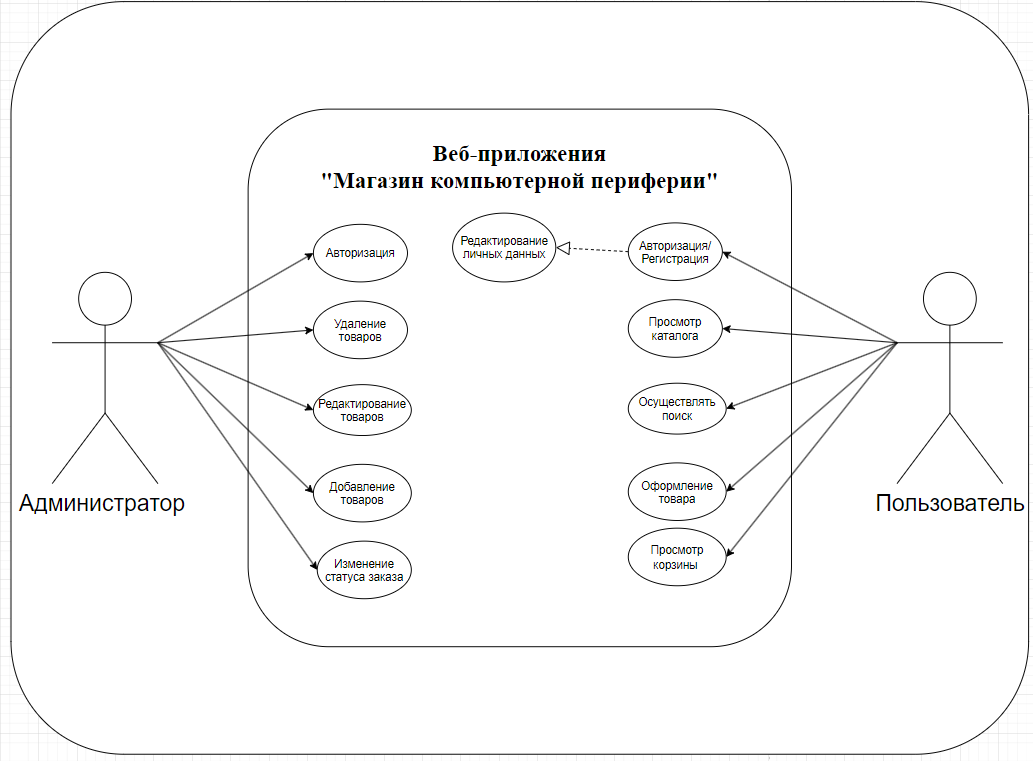 Веб-приложения
"Магазин компьютерной периферии"
Авторизация
Редактирование
личных данных
Авторизация/
Регистрация
Удаление
товаров
Просмотр
каталога
Редактирование
товаров
Осуществлять
поиск
Добавление
товаров
Оформление
товара
Изменение
статуса заказа
Просмотр
корзины
Администратор
Пользователь